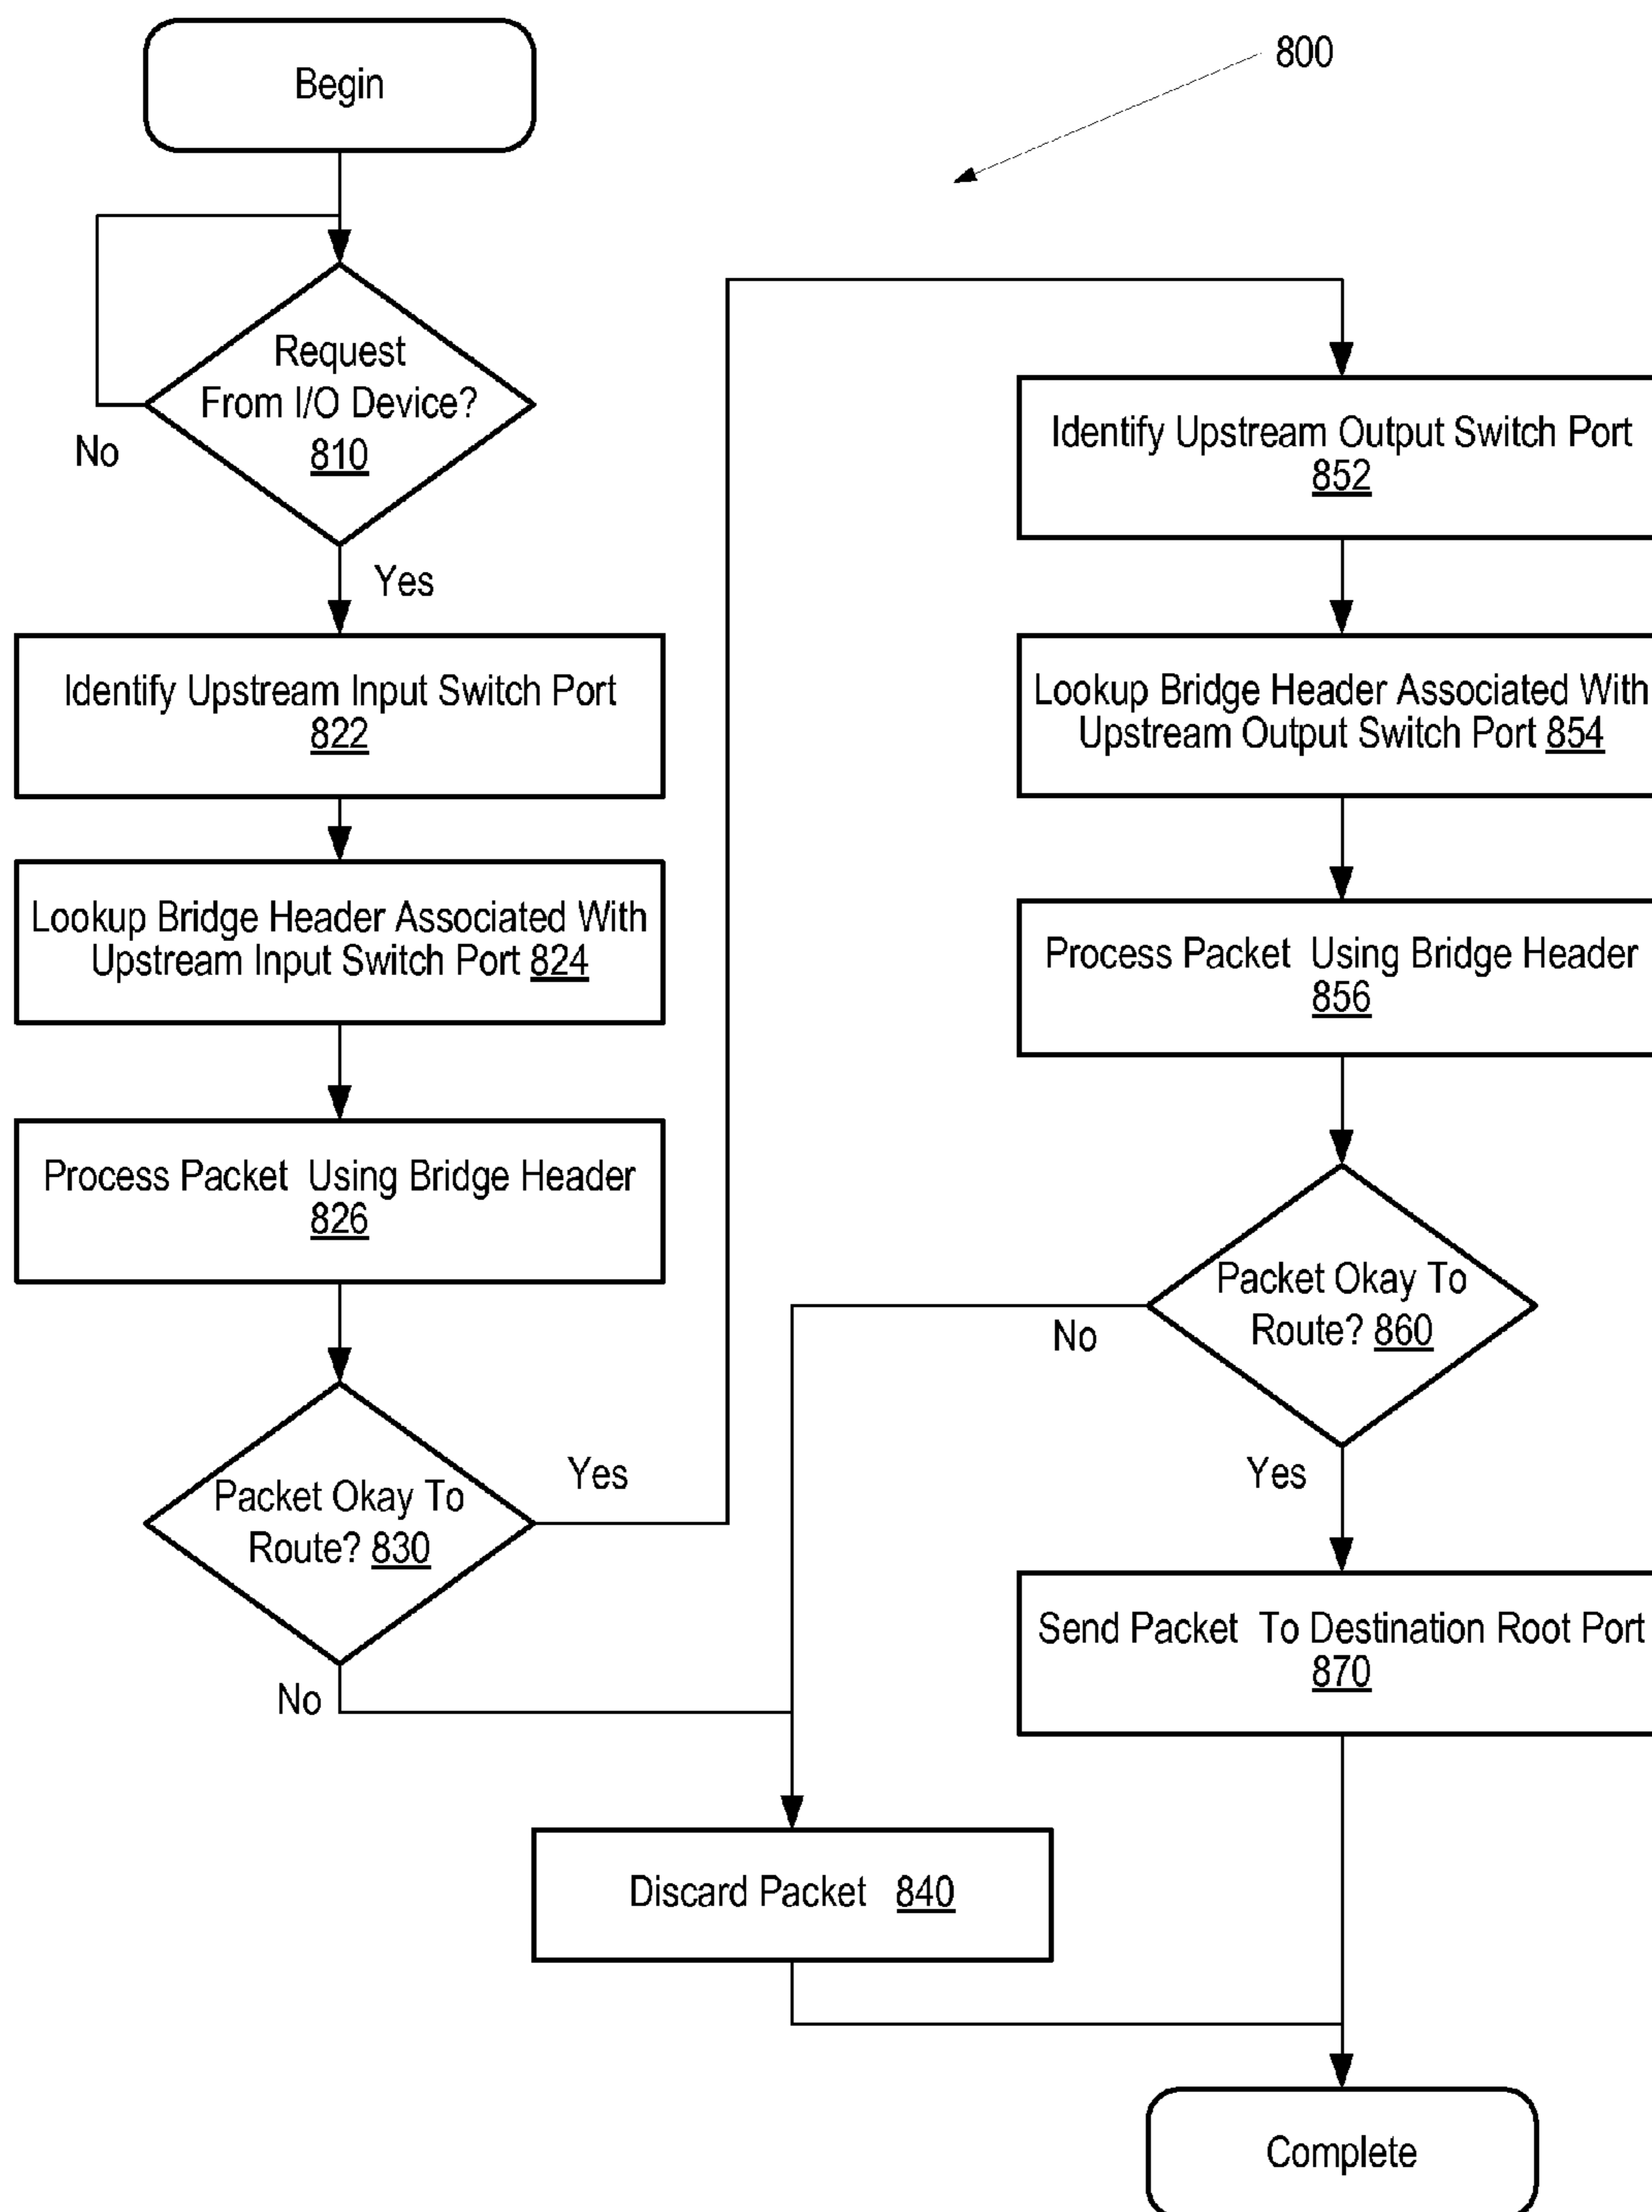 Begin
800
Request
From I/O Device?
810
No
Yes
Identify Upstream Input Switch Port
822
Lookup Bridge Header Associated With
Upstream Input Switch Port 824
Process Packet Using Bridge Header
826
Packet Okay To
Route? 830
Yes
No
Identify Upstream Output Switch Port
852
Lookup Bridge Header Associated With
Upstream Output Switch Port 854
Process Packet Using Bridge Header
856
Packet Okay To
Route? 860
No
Yes
Send Packet To Destination Root Port
870
Discard Packet 840
Complete